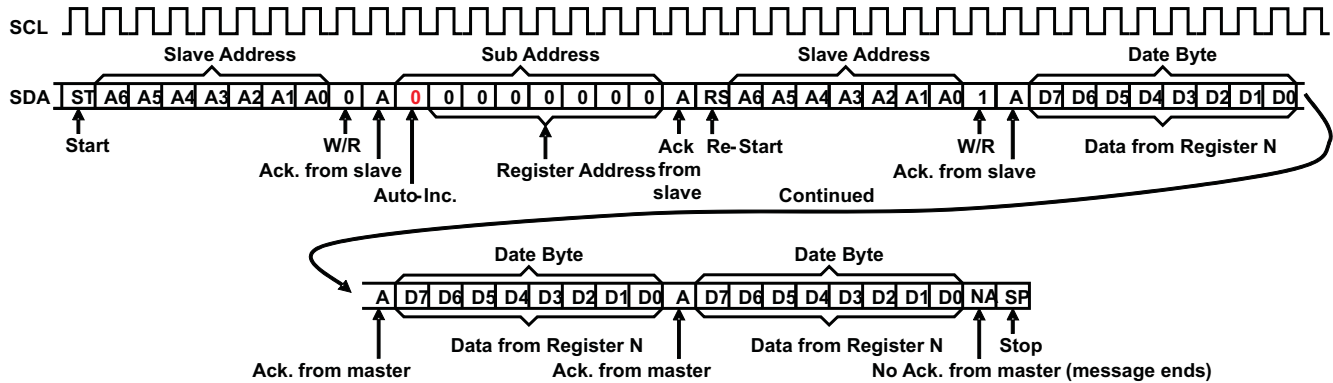 SCL
Slave Address Sub Address Slave Address Date Byte
SDA ST A6 A5 A4 A3 A2 A1 A0 0 A 0 0 0 0 0 0 0 0 A RS A6 A5 A4 A3 A2 A1 A0 1 A D7 D6 D5 D4 D3 D2 D1 D0
Start W/R Ack Re-Start W/R Data from Register N
Ack. from slave Register Address from Ack. from slave
Auto-Inc. slave Continued
Date Byte Date Byte
A D7 D6 D5 D4 D3 D2 D1 D0 A D7 D6 D5 D4 D3 D2 D1 D0 NA SP
Data from Register N Data from Register N Stop
Ack. from master Ack. from master No Ack. from master (message ends)